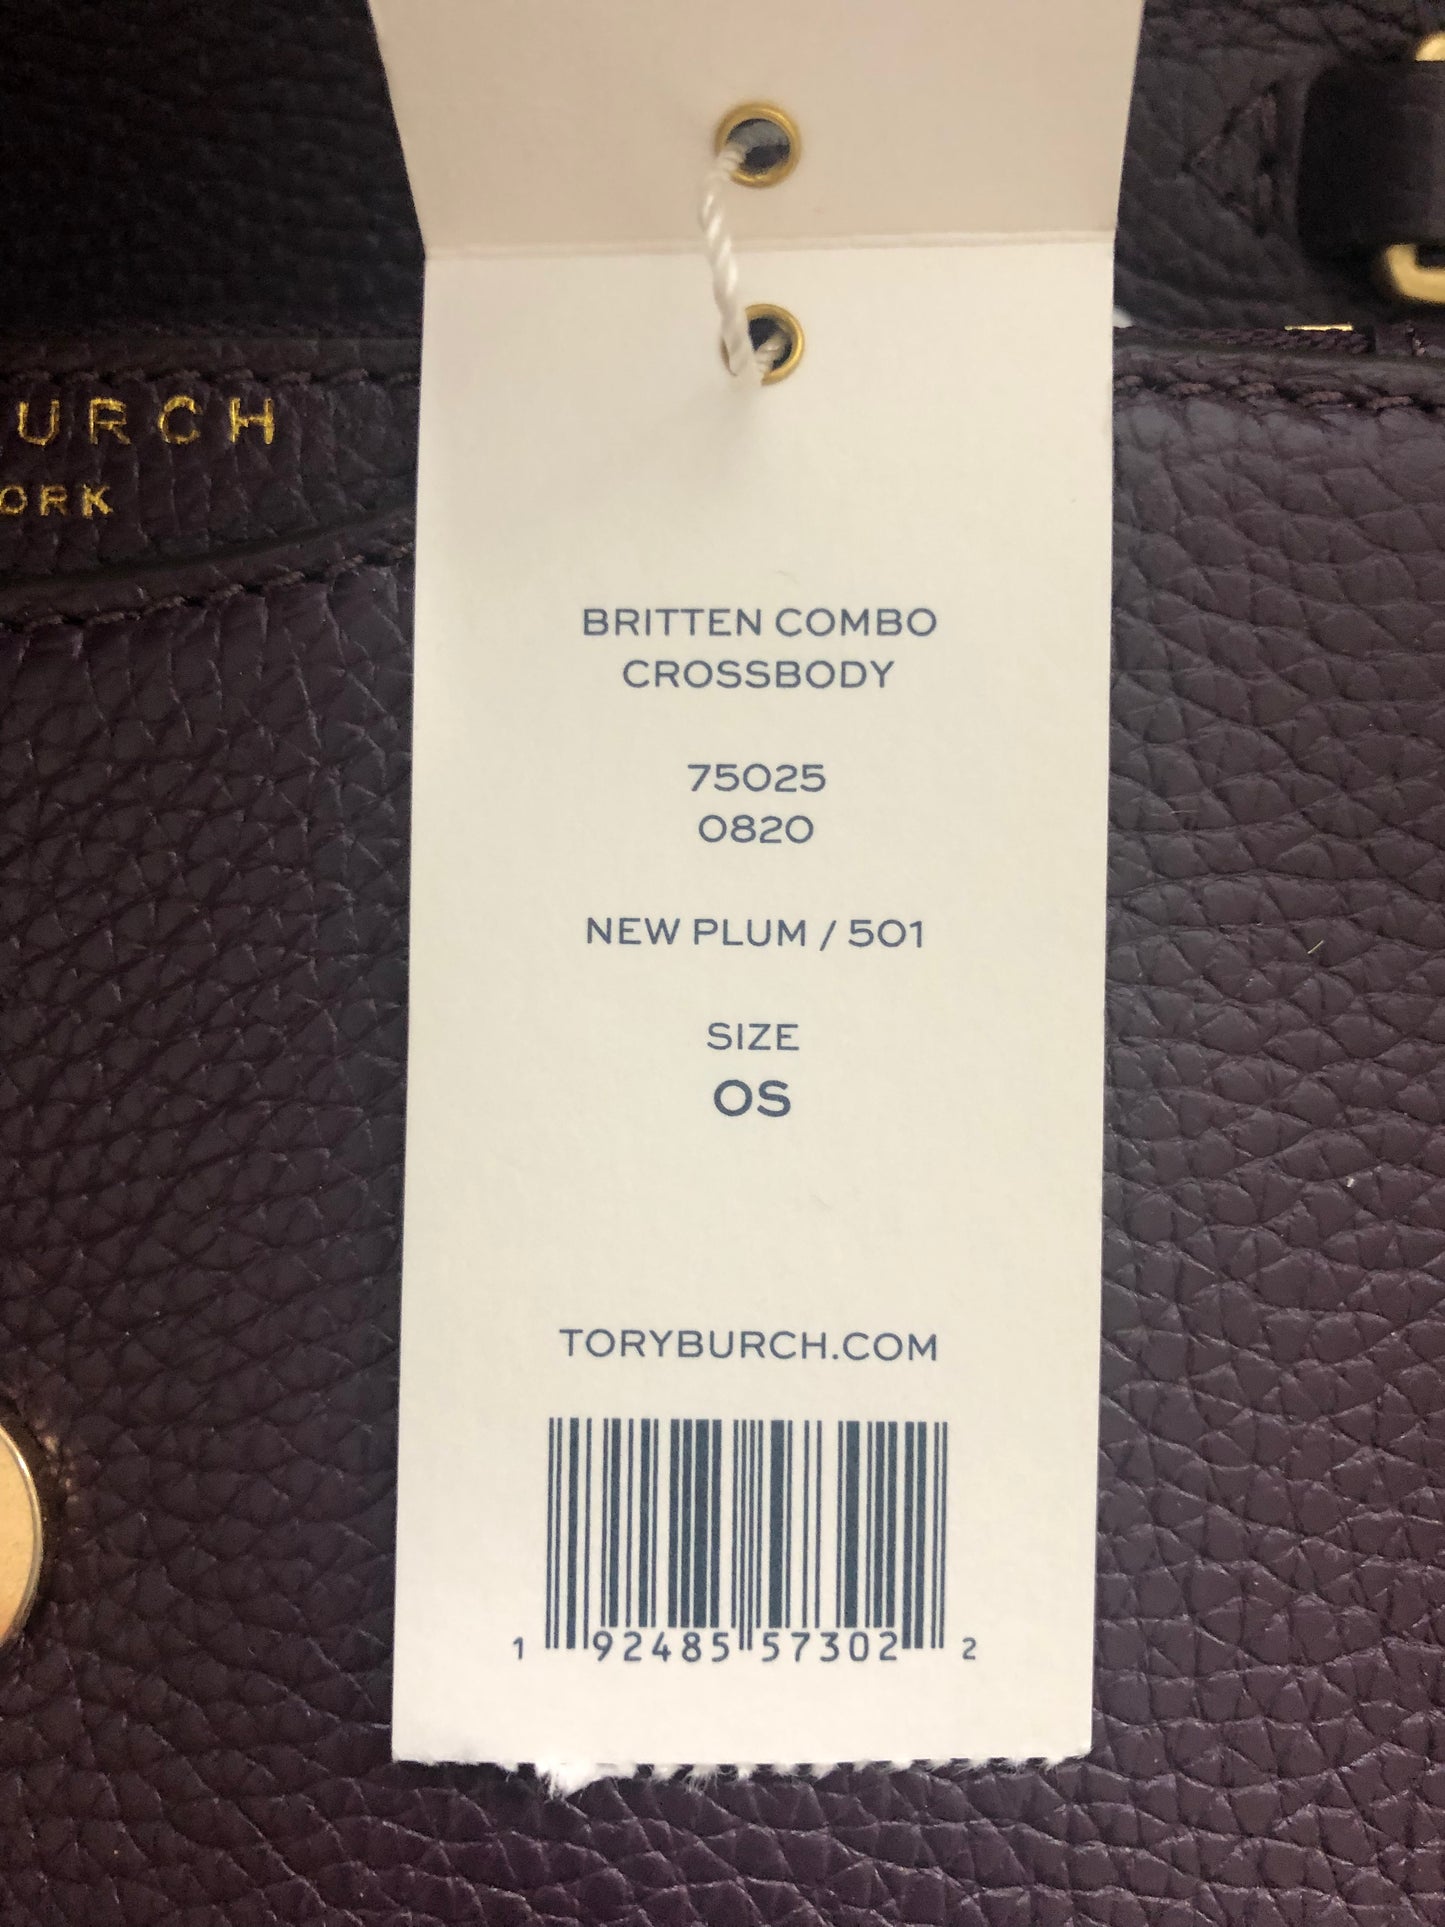 URCH
ORK
BRITTEN COMBO
CROSSBODY
75025
0820
NEW PLUM / 501
SIZE
OS
TORYBURCH.COM
1 92485 57302 2